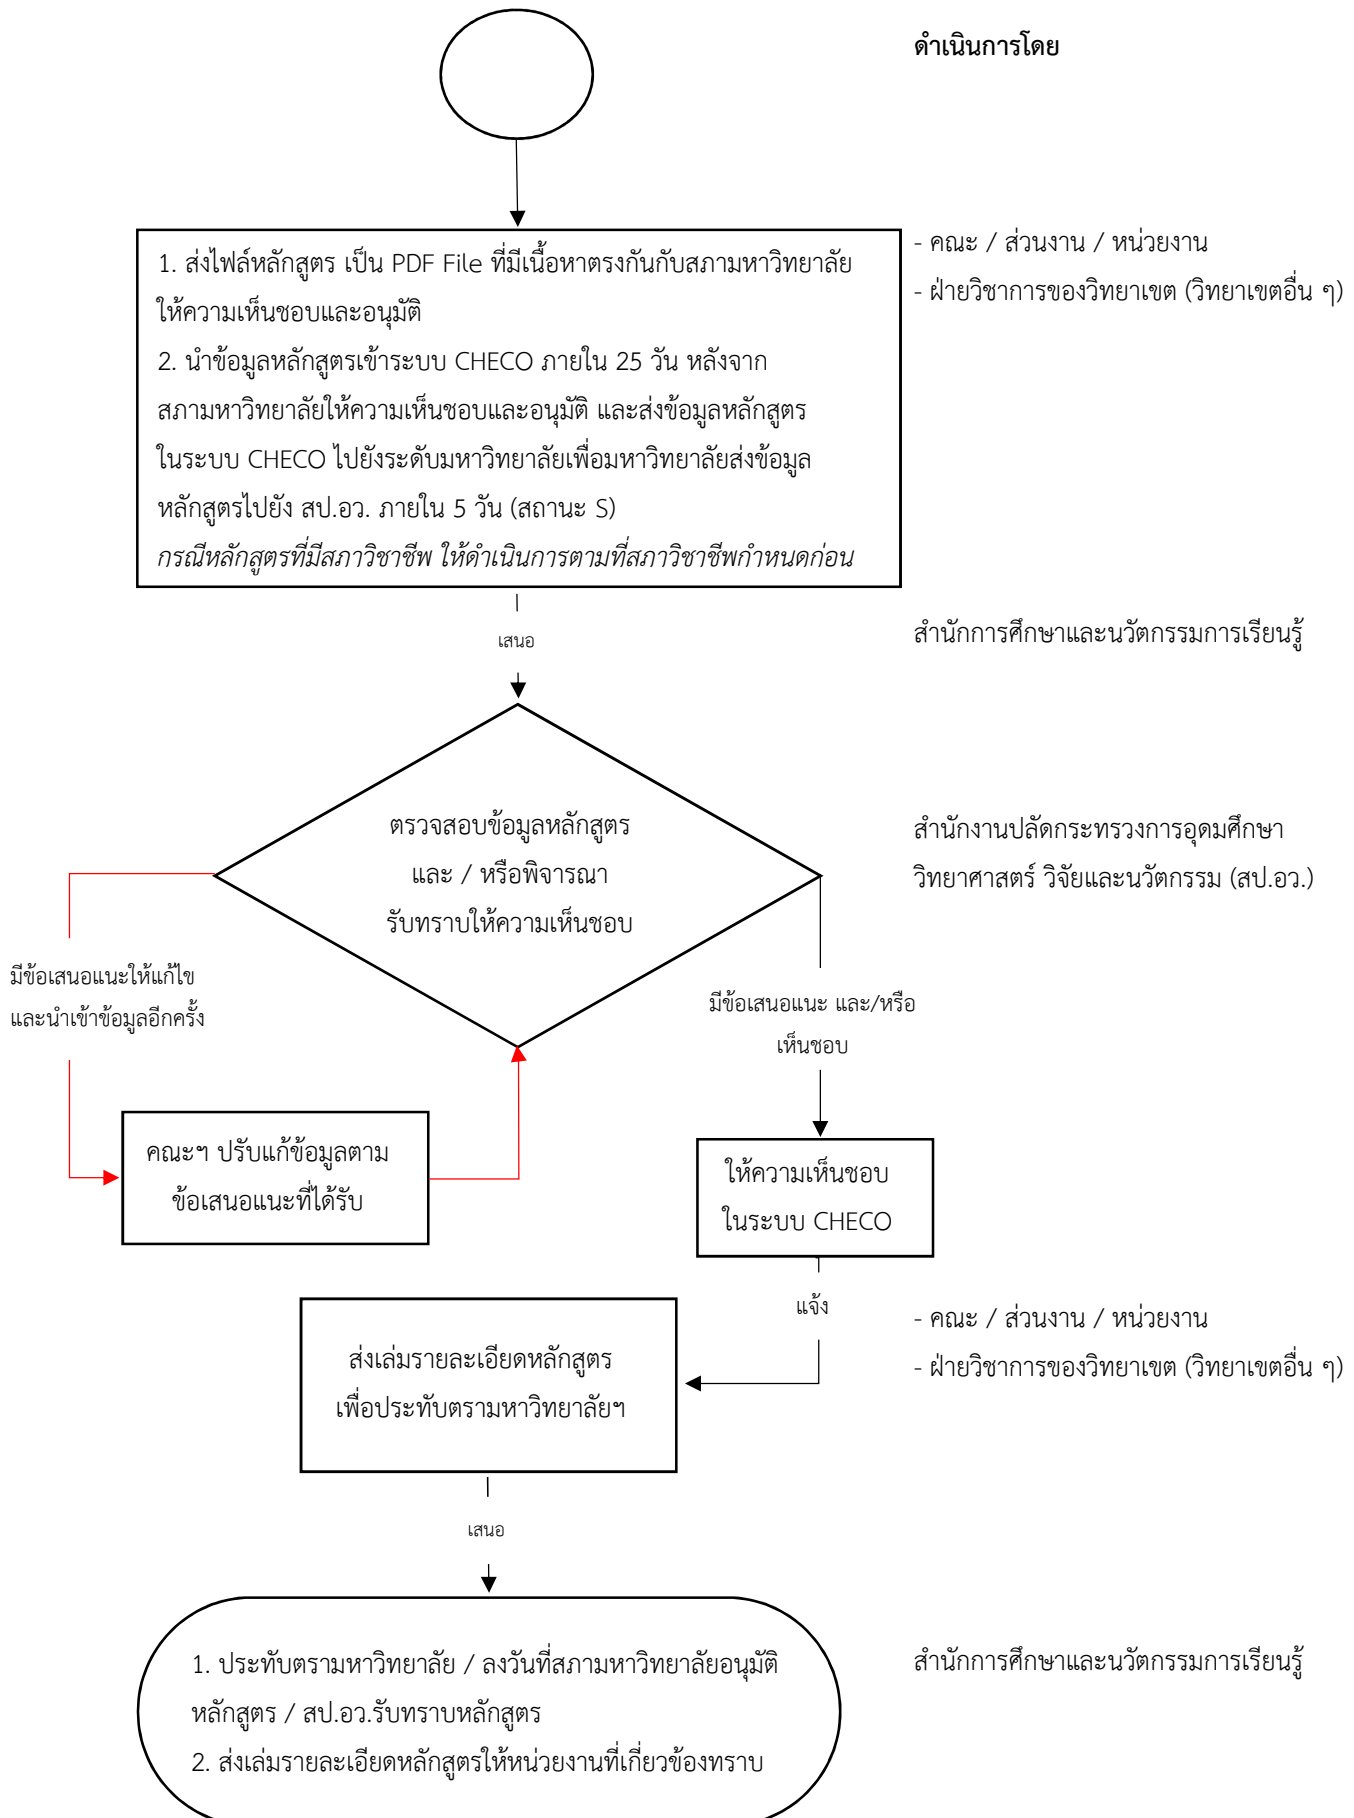 ดำเนินการโดย
1. ส่งไฟล์หลักสูตร เป็น PDF File ที่มีเนื้อหาตรงกันกับสภามหาวิทยาลัย
ให้ความเห็นชอบและอนุมัติ
2. นำข้อมูลหลักสูตรเข้าระบบ CHECO ภายใน 25 วัน หลังจาก
สภามหาวิทยาลัยให้ความเห็นชอบและอนุมัติ และส่งข้อมูลหลักสูตร
ในระบบ CHECO ไปยังระดับมหาวิทยาลัยเพื่อมหาวิทยาลัยส่งข้อมูล
หลักสูตรไปยัง สป.อว. ภายใน 5 วัน (สถานะ S)
กรณีหลักสูตรที่มีสภาวิชาชีพ ให้ดำเนินการตามที่สภาวิชาชีพกำหนดก่อน
- คณะ / ส่วนงาน / หน่วยงาน
- ฝ่ายวิชาการของวิทยาเขต (วิทยาเขตอื่น ๆ)
เสนอ
สำนักการศึกษาและนวัตกรรมการเรียนรู้
ตรวจสอบข้อมูลหลักสูตร
และ / หรือพิจารณา
รับทราบให้ความเห็นชอบ
สำนักงานปลัดกระทรวงการอุดมศึกษา
วิทยาศาสตร์ วิจัยและนวัตกรรม (สป.อว.)
มีข้อเสนอแนะให้แก้ไข
และนำเข้าข้อมูลอีกครั้ง
มีข้อเสนอแนะ และ/หรือ
เห็นชอบ
คณะฯ ปรับแก้ข้อมูลตาม
ข้อเสนอแนะที่ได้รับ
ให้ความเห็นชอบ
ในระบบ CHECO
แจ้ง
ส่งเล่มรายละเอียดหลักสูตร
เพื่อประทับตรามหาวิทยาลัยฯ
- คณะ / ส่วนงาน / หน่วยงาน
- ฝ่ายวิชาการของวิทยาเขต (วิทยาเขตอื่น ๆ)
เสนอ
1. ประทับตรามหาวิทยาลัย / ลงวันที่สภามหาวิทยาลัยอนุมัติ
หลักสูตร / สป.อว.รับทราบหลักสูตร
2. ส่งเล่มรายละเอียดหลักสูตรให้หน่วยงานที่เกี่ยวข้องทราบ
สำนักการศึกษาและนวัตกรรมการเรียนรู้